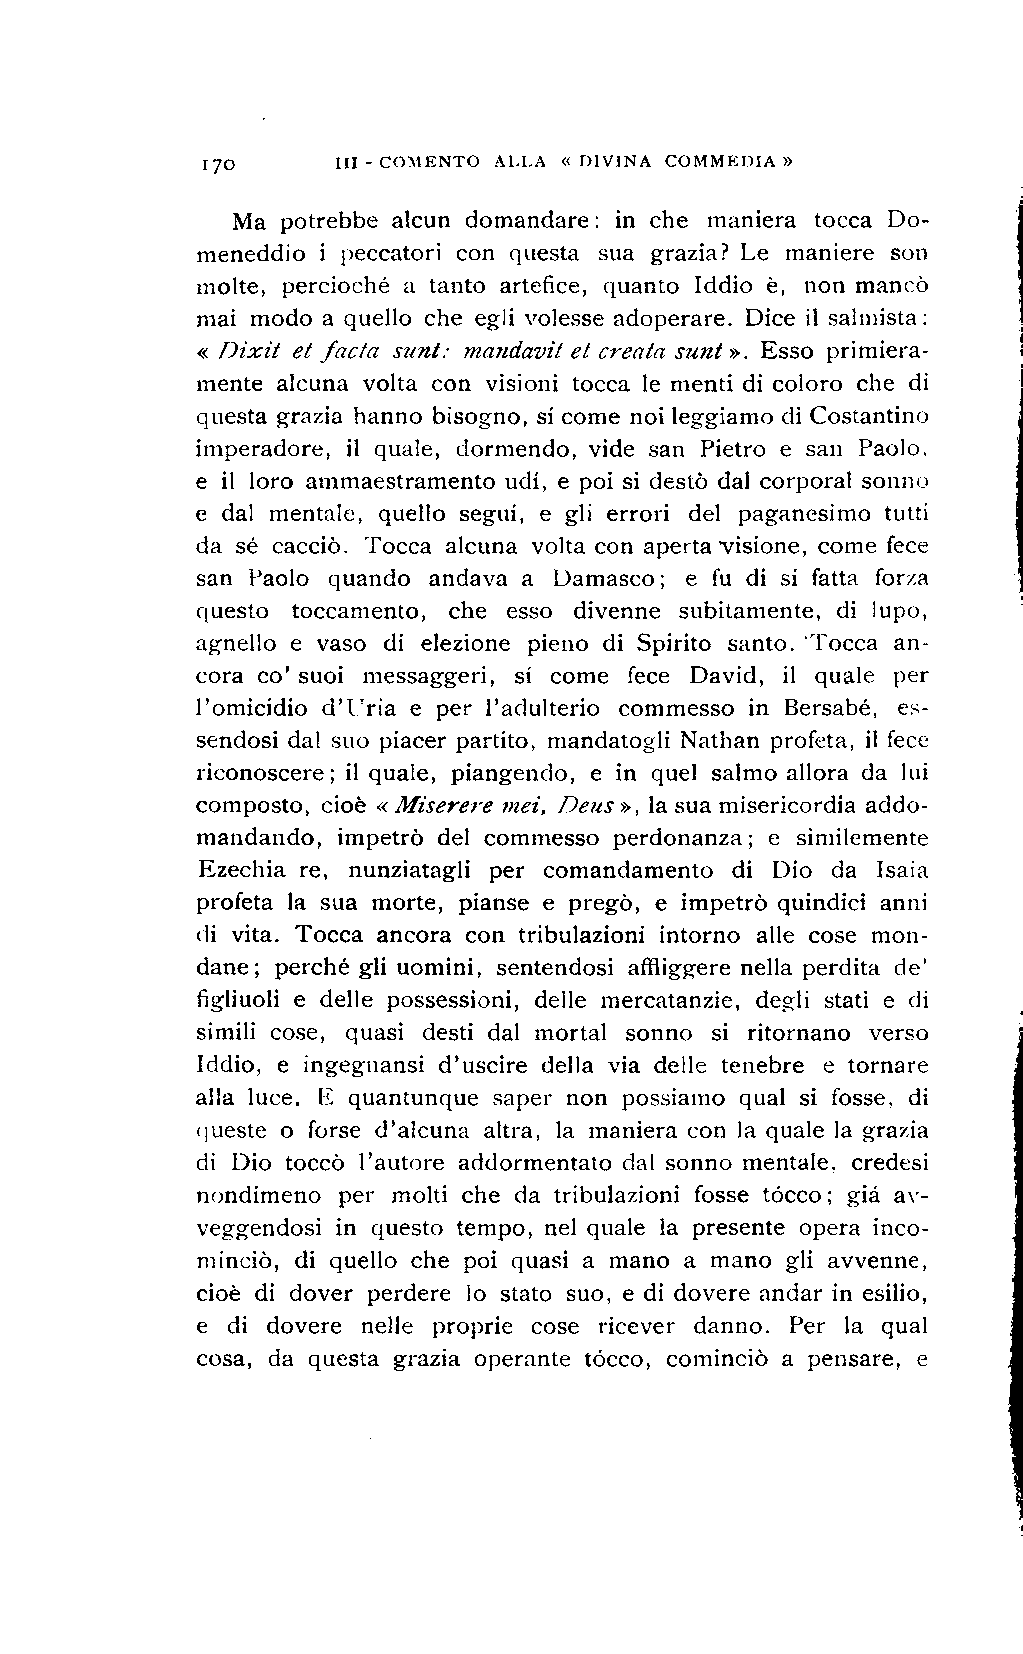 170 III - COMENTO ALLA « DIVINA COMMEDIA »
Ma potrebbe alcun domandare: in che maniera tocca Do-
meneddio i peccatori con questa sua grazia? Le maniere son
molte, percioché a tanto artefice, quanto Iddio è, non mancò
mai modo a quello che egli volesse adoperare. Dice il salmista:
« Dixit et facta sunt: mandavit et creata sunt ». Esso primiera-
mente alcuna volta con visioni tocca le menti di coloro che di
questa grazia hanno bisogno, sí come noi leggiamo di Costantino
imperadore, il quale, dormendo, vide san Pietro e san Paolo,
e il loro ammaestramento udí, e poi si destò dal corporal sonno
e dal mentale, quello seguí, e gli errori del paganesimo tutti
da sé cacciò. Tocca alcuna volta con aperta visione, come fece
san Paolo quando andava a Damasco; e fu di sí fatta forza
questo toccamento, che esso divenne subitamente, di lupo,
agnello e vaso di elezione pieno di Spirito santo. Tocca an-
cora co' suoi messaggeri, sí come fece David, il quale per
l'omicidio d'Uria e per l'adulterio commesso in Bersabé, es-
sendosi dal suo piacer partito, mandatogli Nathan profeta, il fece
riconoscere; il quale, piangendo, e in quel salmo allora da lui
composto, cioè « Miserere mei, Deus », la sua misericordia addo-
mandando, impetrò del commesso perdonanza; e similemente
Ezechia re, nunziatagli per comandamento di Dio da Isaia
profeta la sua morte, pianse e pregò, e impetrò quindici anni
di vita. Tocca ancora con tribulazioni intorno alle cose mon-
dane; perché gli uomini, sentendosi affliggere nella perdita de'
figliuoli e delle possessioni, delle mercatanzie, degli stati e di
simili cose, quasi desti dal mortal sonno si ritornano verso
Iddio, e ingegnansi d'uscire della via delle tenebre e tornare
alla luce. E quantunque saper non possiamo qual si fosse, di
queste o forse d'alcuna altra, la maniera con la quale la grazia
di Dio toccò l'autore addormentato dal sonno mentale, credesi
nondimeno per molti che da tribulazioni fosse tócco; giá av-
veggendosi in questo tempo, nel quale la presente opera inco-
minciò, di quello che poi quasi a mano a mano gli avvenne,
cioè di dover perdere lo stato suo, e di dovere andar in esilio,
e di dovere nelle proprie cose ricever danno. Per la qual
cosa, da questa grazia operante tócco, cominciò a pensare, e